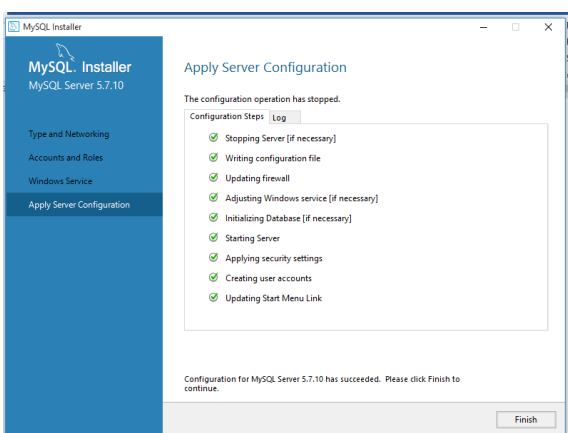 MySQL Installer
MySQL. Installer
MySQL Server 5.7.10
Type and Networking
Accounts and Roles
Windows Service
Apply Server Configuration
Apply Server Configuration
The configuration operation has stopped.
Configuration Steps Log
Stopping Server [if necessary]
Writing configuration file
Updating firewall
Adjusting Windows service [if necessary]
Initializing Database [if necessary]
Starting Server
Applying security settings
Creating user accounts
Updating Start Menu Link
Configuration for MySQL Server 5.7.10 has succeeded. Please click Finish to
continue.
Finish